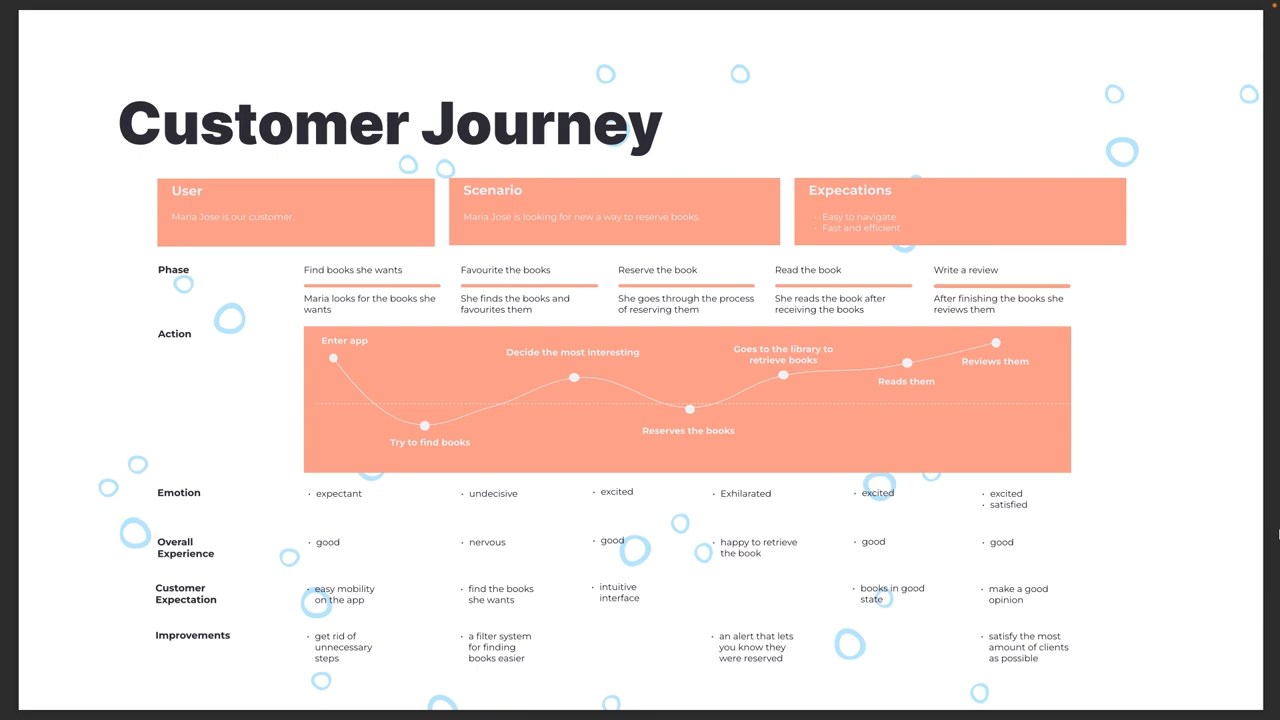 Customer Journey
User
Maria Jose is our customer.
Scenario
Maria Jose is looking for new a way to reserve books.
Expecations
• Easy to navigate
• Fast and efficient
Phase
Find books she wants
Favourite the books
Reserve the book
Read the book
Write a review
Maria looks for the books she
wants
She finds the books and
favourites them
She goes through the process
of reserving them
She reads the book after
receiving the books
After finishing the books she
reviews them
Action
Enter app
Try to find books
Decide the most interesting
Reserves the books
Goes to the library to
retrieve books
Reads them
Reviews them
Emotion
• expectant
• undecisive
• excited
• Exhilarated
• excited
• excited
• satisfied
Overall
Experience
• good
• nervous
• good
• happy to retrieve
the book
• good
• good
Customer
Expectation
• easy mobility
on the app
• find the books
she wants
• intuitive
interface
• books in good
state
• make a good
opinion
Improvements
• get rid of
unnecessary
steps
• a filter system
for finding
books easier
• an alert that lets
you know they
were reserved
• satisfy the most
amount of clients
as possible